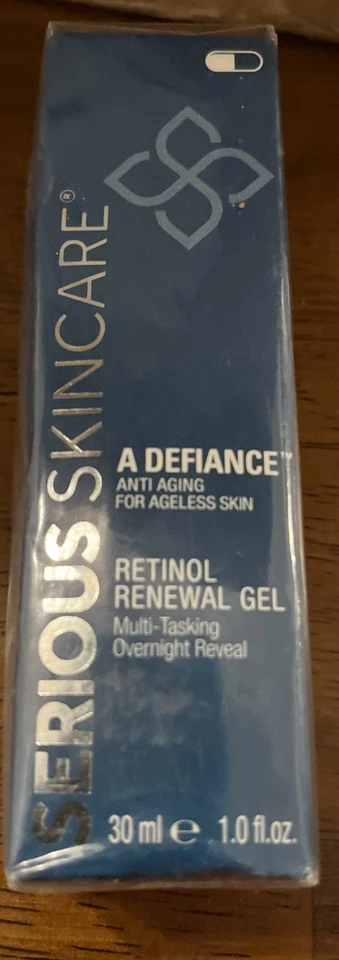 SERIOUS SKINCARE®
A DEFIANCE™
ANTI AGING
FOR AGELESS SKIN
RETINOL
RENEWAL GEL
Multi-Tasking
Overnight Reveal
30 ml ℮ 1.0 fl.oz.